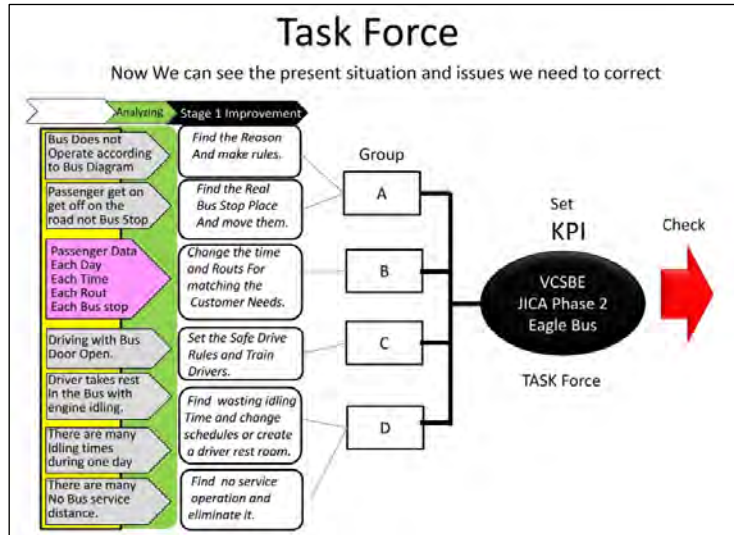 Task Force
Now We can see the present situation and issues we need to correct
Analyzing
Stage 1 Improvement
Bus Does not
Operate according
to Bus Diagram
Find the Reason
And make rules.
Passenger get on
get off on the
road not Bus Stop
Find the Real
Bus Stop Place
And move them.
Passenger Data
Each Day
Each Time
Each Rout
Each Bus stop
Change the time
and Routs For
matching the
Customer Needs.
Driving with Bus
Door Open.
Set the Safe Drive
Rules and Train
Drivers.
Driver takes rest
In the Bus with
engine idling.
There are many
Idling times
during one day
Find wasting idling
Time and change
schedules or create
a driver rest room.
There are many
No Bus service
distance.
Find no service
operation and
eliminate it.
Group
A
B
C
D
Set
KPI
VCSBE
JICA Phase 2
Eagle Bus
TASK Force
Check